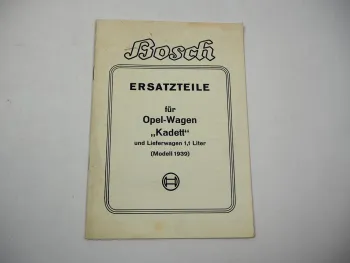 Bosch
ERSATZTEILE
für
Opel-Wagen
„Kadett“
und Lieferwagen 1,1 Liter
(Modell 1939)